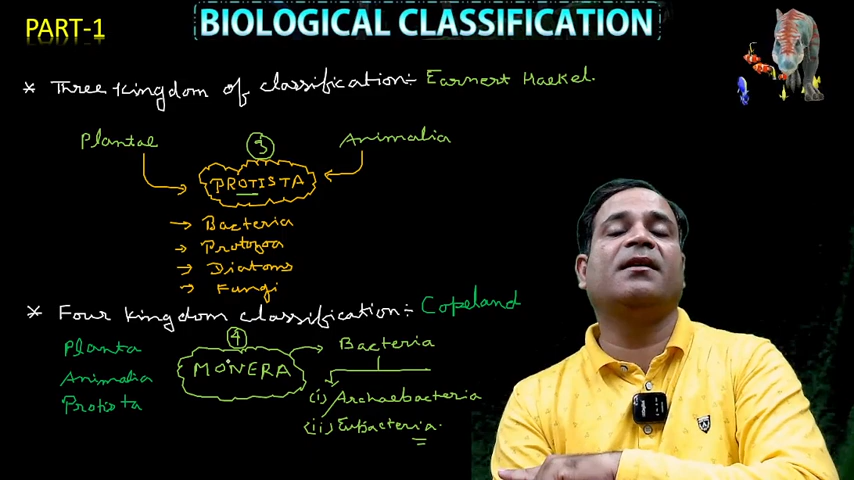 PART-1
BIOLOGICAL CLASSIFICATION
* Three kingdom of classification:- Earnert Haekel.
Plantae
3
Animalia
PROTISTA
→ Bacteria
→ Protozoa
→ Diatoms
→ Fungi
* Four kingdom classification:- Copeland
4
Planta
Animalia
Protista
MONERA
→ Bacteria
(i) Archaebacteria
(ii) Eubacteria.